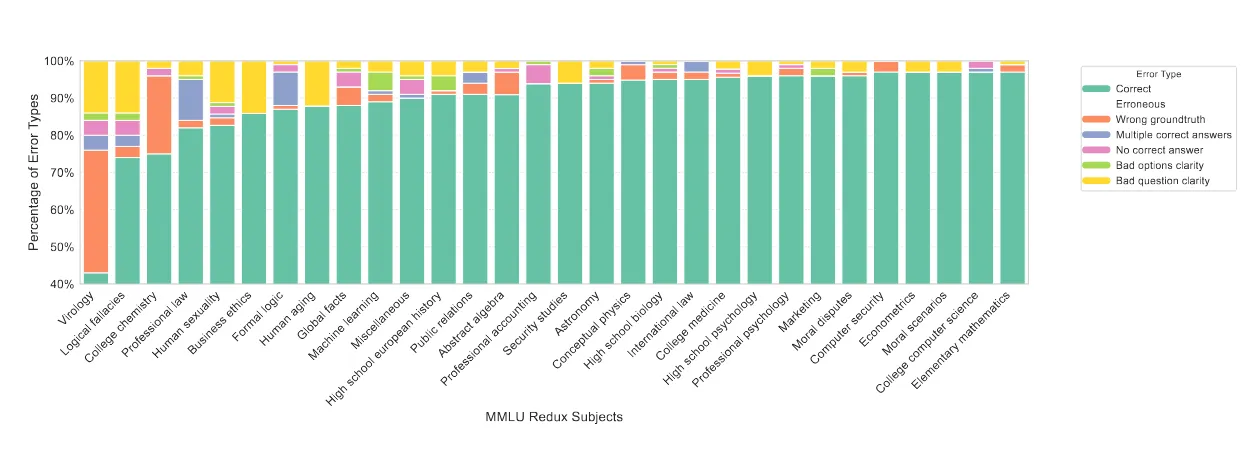 100%
90%
80%
70%
60%
50%
40%
Percentage of Error Types
Virology
Logical fallacies
College chemistry
Professional law
Human sexuality
Business ethics
Formal logic
Human aging
Global facts
Machine learning
Miscellaneous
High school european history
Public relations
Abstract algebra
Professional accounting
Security studies
Astronomy
Conceptual physics
High school biology
International law
College medicine
High school psychology
Professional psychology
Marketing
Moral disputes
Computer security
Econometrics
Moral scenarios
College computer science
Elementary mathematics
MMLU Redux Subjects
Error Type
Correct
Erroneous
Wrong groundtruth
Multiple correct answers
No correct answer
Bad options clarity
Bad question clarity